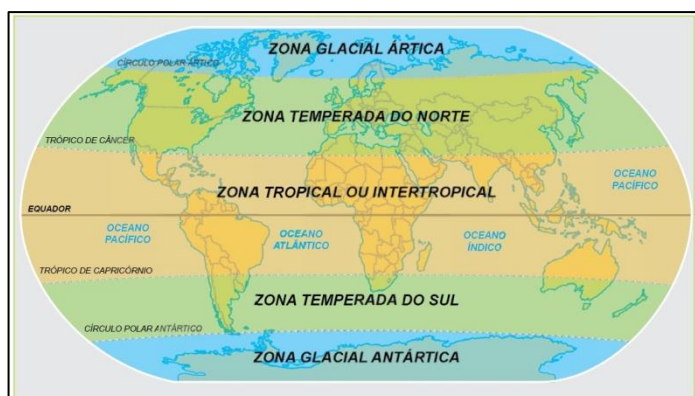 ZONA GLACIAL ÁRTICA
CÍRCULO POLAR ÁRTICO
ZONA TEMPERADA DO NORTE
TRÓPICO DE CÂNCER
OCEANO
PACÍFICO
ZONA TROPICAL OU INTERTROPICAL
EQUADOR
OCEANO
PACÍFICO
OCEANO
ATLÂNTICO
OCEANO
ÍNDICO
TRÓPICO DE CAPRICÓRNIO
ZONA TEMPERADA DO SUL
CÍRCULO POLAR ANTÁRTICO
ZONA GLACIAL ANTÁRTICA